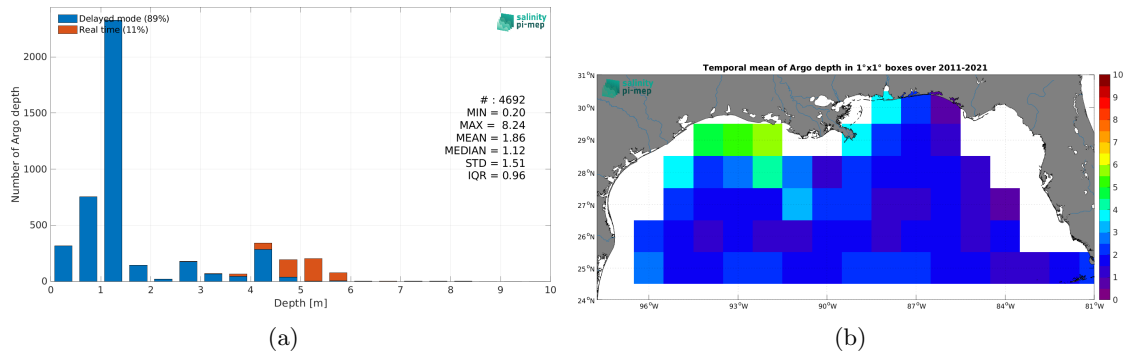 Delayed mode (89%)
Real time (11%)
salinity
pi-mep
2000
1500
1000
500
0
Number of Argo depth
# : 4692
MIN = 0.20
MAX = 8.24
MEAN = 1.86
MEDIAN = 1.12
STD = 1.51
IQR = 0.96
0 1 2 3 4 5 6 7 8 9 10
Depth [m]
(a)
Temporal mean of Argo depth in 1°x1° boxes over 2011-2021
salinity
pi-mep
31°N
30°N
29°N
28°N
27°N
26°N
25°N
24°N
96°W 93°W 90°W 87°W 84°W 81°W
10
9
8
7
6
5
4
3
2
1
0
(b)